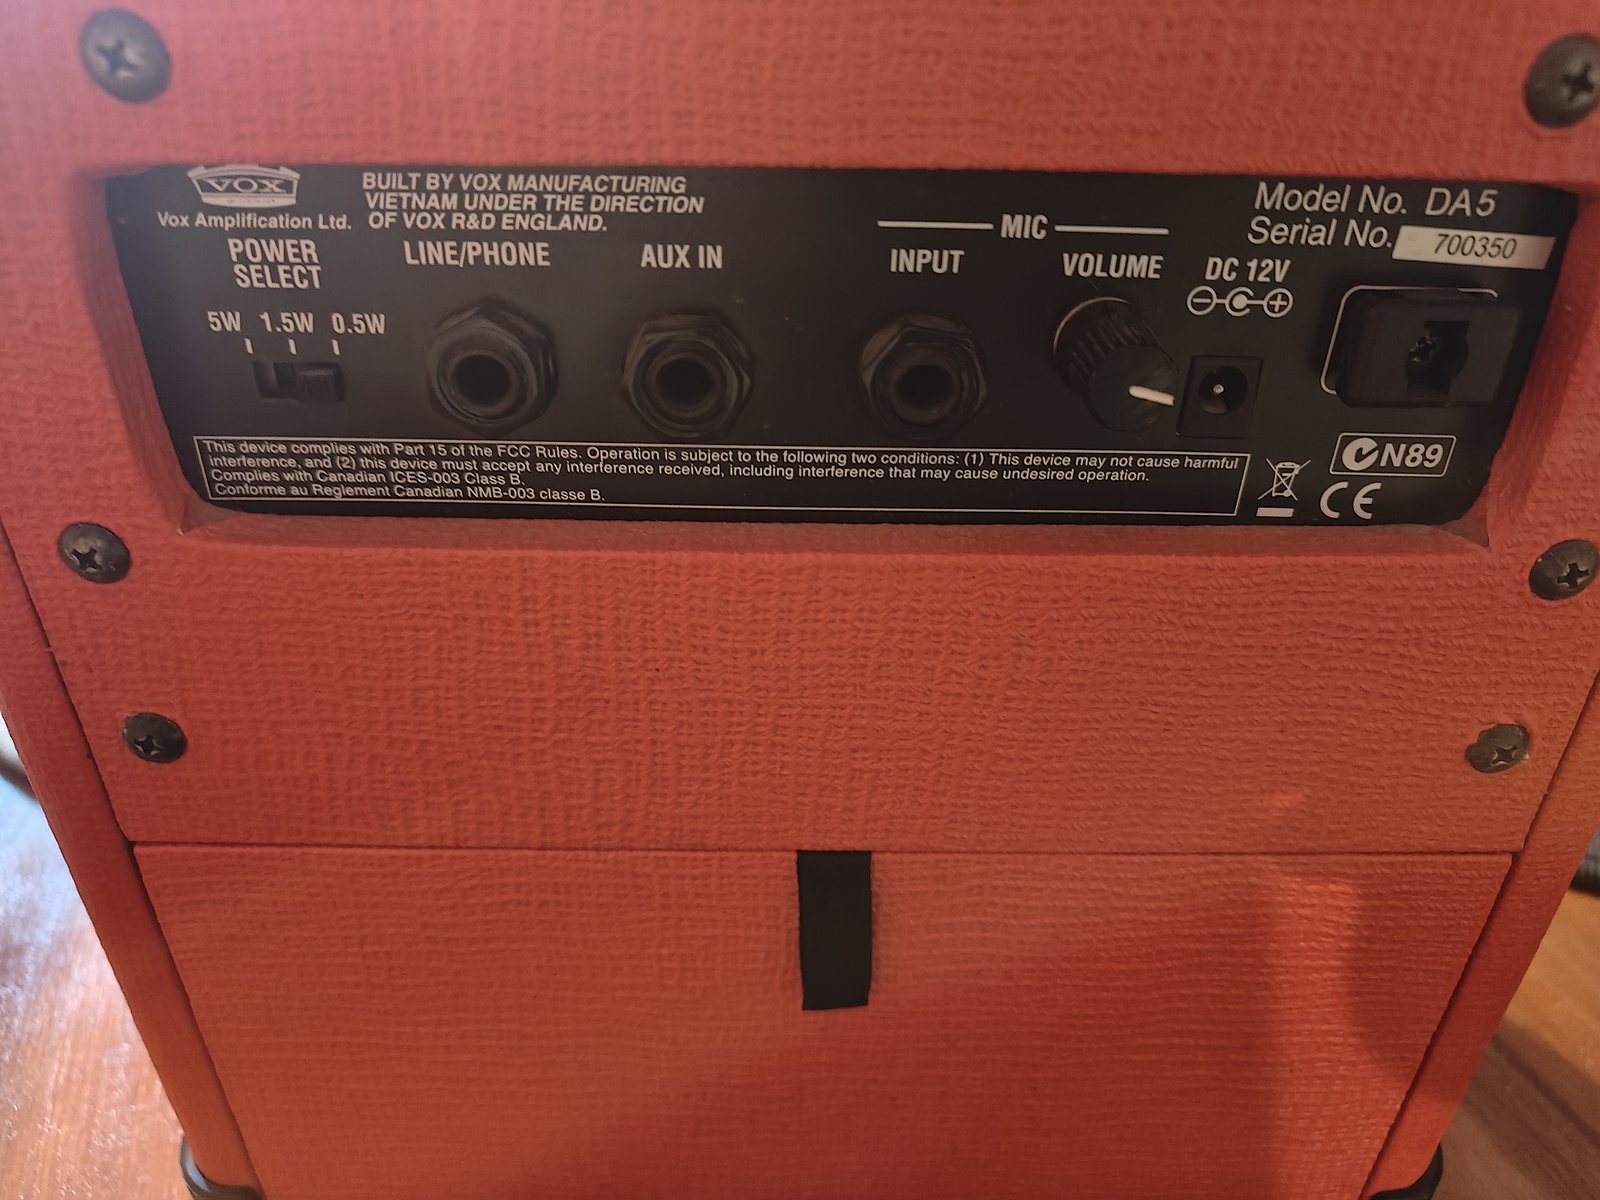 VOX
Vox Amplification Ltd.
BUILT BY VOX MANUFACTURING
VIETNAM UNDER THE DIRECTION
OF VOX R&D ENGLAND.
POWER
SELECT
5W 1.5W 0.5W
LINE/PHONE
AUX IN
MIC
INPUT
VOLUME
Model No. DA5
Serial No. 700350
DC 12V
This device complies with Part 15 of the FCC Rules. Operation is subject to the following two conditions: (1) This device may not cause harmful
interference, and (2) this device must accept any interference received, including interference that may cause undesired operation.
Complies with Canadian ICES-003 Class B.
Conforme au Reglement Canadian NMB-003 classe B.
N89
CE